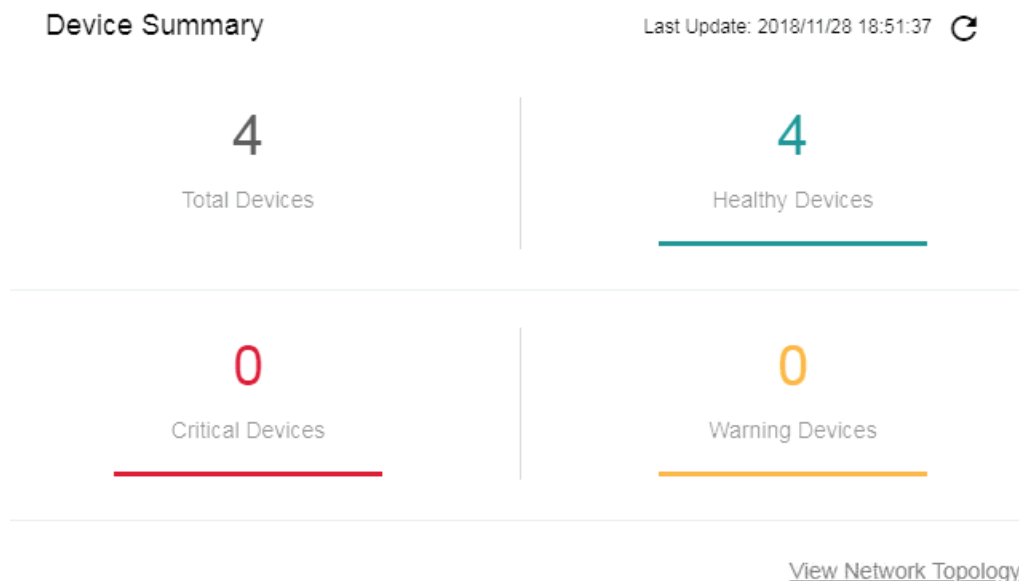 Device Summary
Last Update: 2018/11/28 18:51:37
4
4
Total Devices
Healthy Devices
0
0
Critical Devices
Warning Devices
View Network Topology